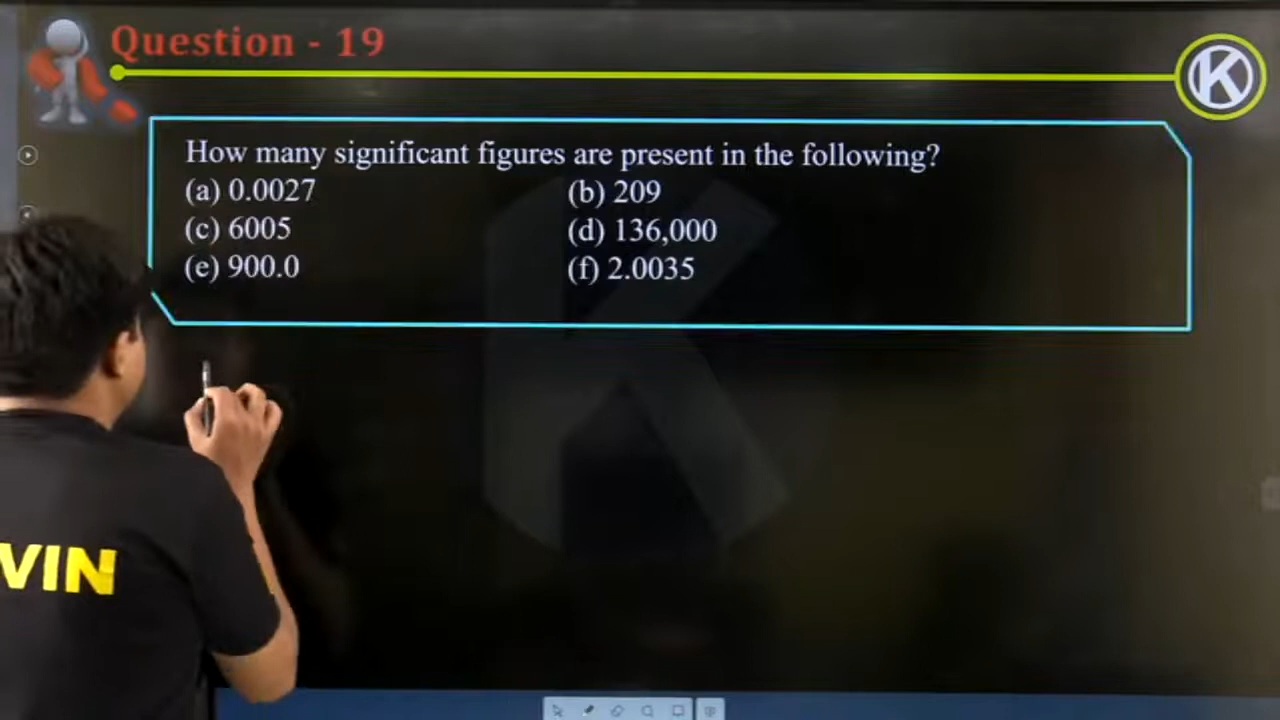 Question - 19
K
How many significant figures are present in the following?
(a) 0.0027 (b) 209
(c) 6005 (d) 136,000
(e) 900.0 (f) 2.0035
VIN